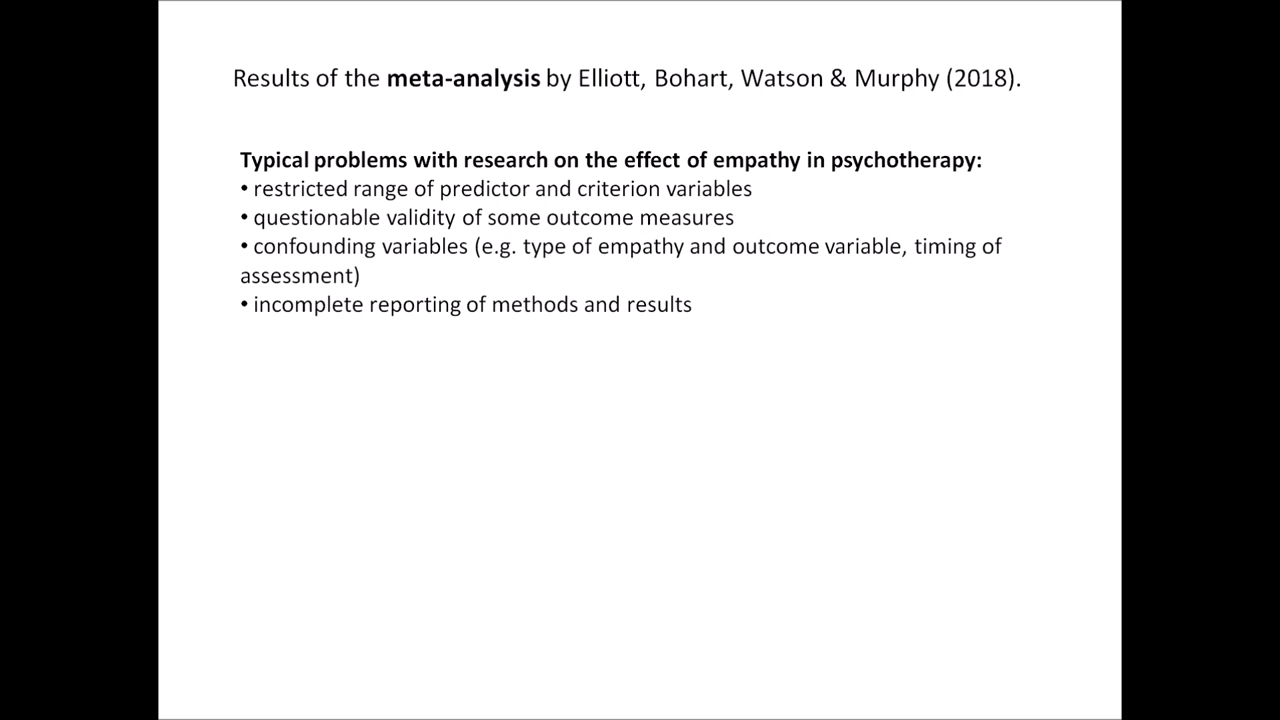 Results of the meta-analysis by Elliott, Bohart, Watson & Murphy (2018).
Typical problems with research on the effect of empathy in psychotherapy:
• restricted range of predictor and criterion variables
• questionable validity of some outcome measures
• confounding variables (e.g. type of empathy and outcome variable, timing of
assessment)
• incomplete reporting of methods and results